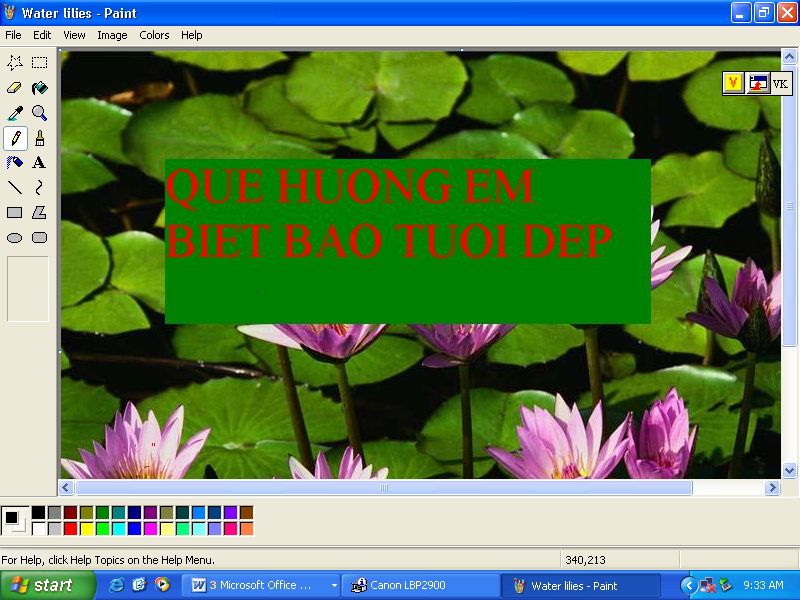 Water lilies - Paint
File Edit View Image Colors Help
V VK
QUE HUONG EM
BIET BAO TUOI DEP
A
For Help, click Help Topics on the Help Menu.
340,213
start
3 Microsoft Office ...
Canon LBP2900
Water lilies - Paint
9:33 AM